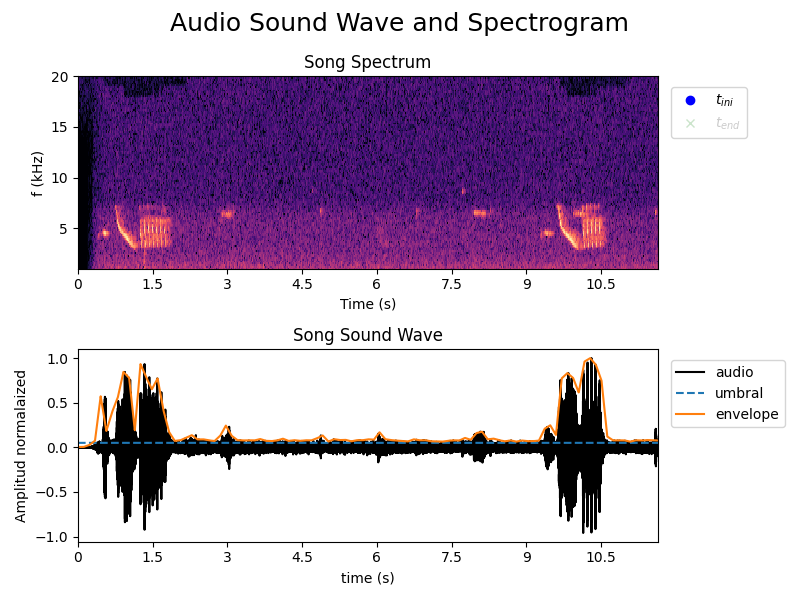 Audio Sound Wave and Spectrogram
Song Spectrum
20
15
10
5
f (kHz)
0 1.5 3 4.5 6 7.5 9 10.5
Time (s)
t_ini
t_end
Song Sound Wave
1.0
0.5
0.0
−0.5
−1.0
Amplitud normalaized
0 1.5 3 4.5 6 7.5 9 10.5
time (s)
audio
umbral
envelope